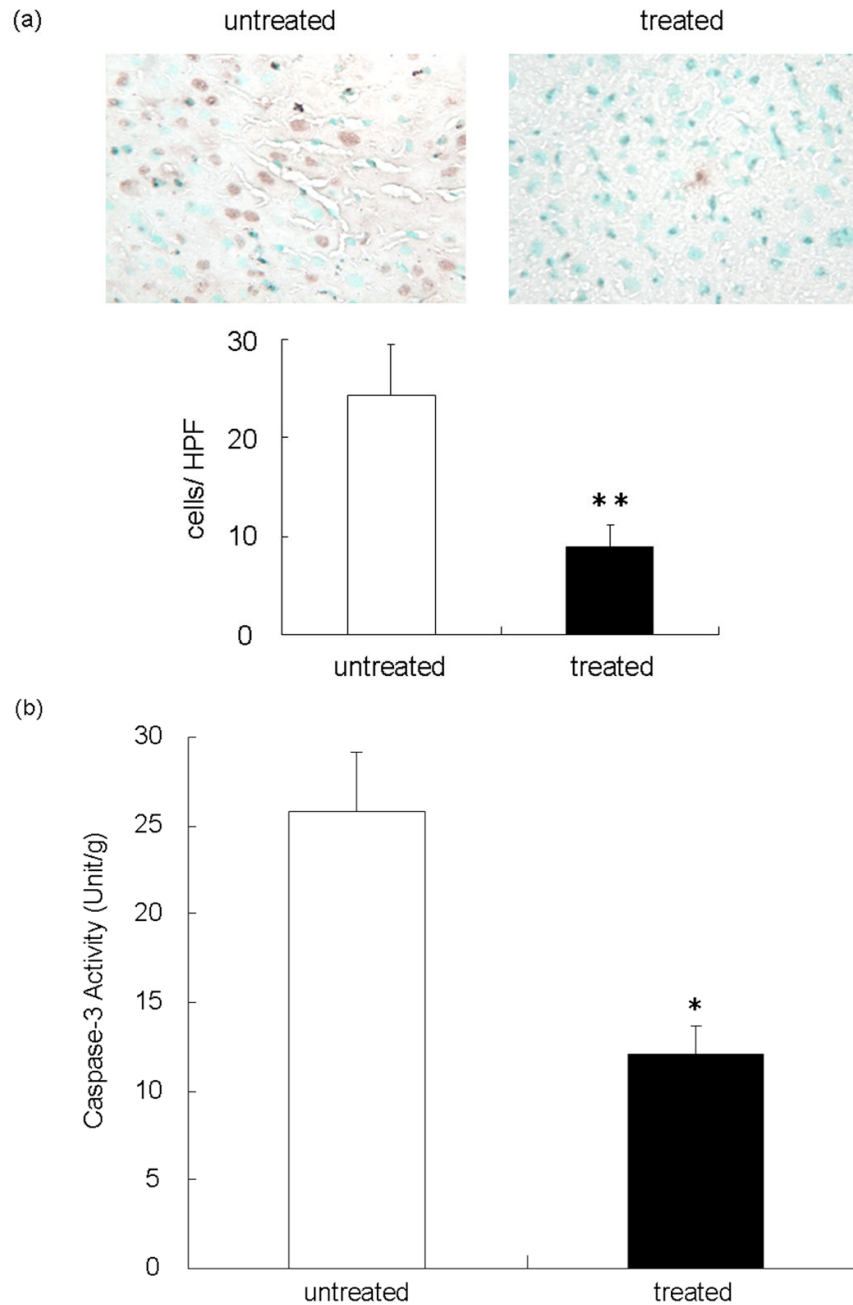 (a)
untreated
treated
30
20
10
0
cells/ HPF
**
untreated
treated
(b)
30
25
20
15
10
5
0
Caspase-3 Activity (Unit/g)
*
untreated
treated